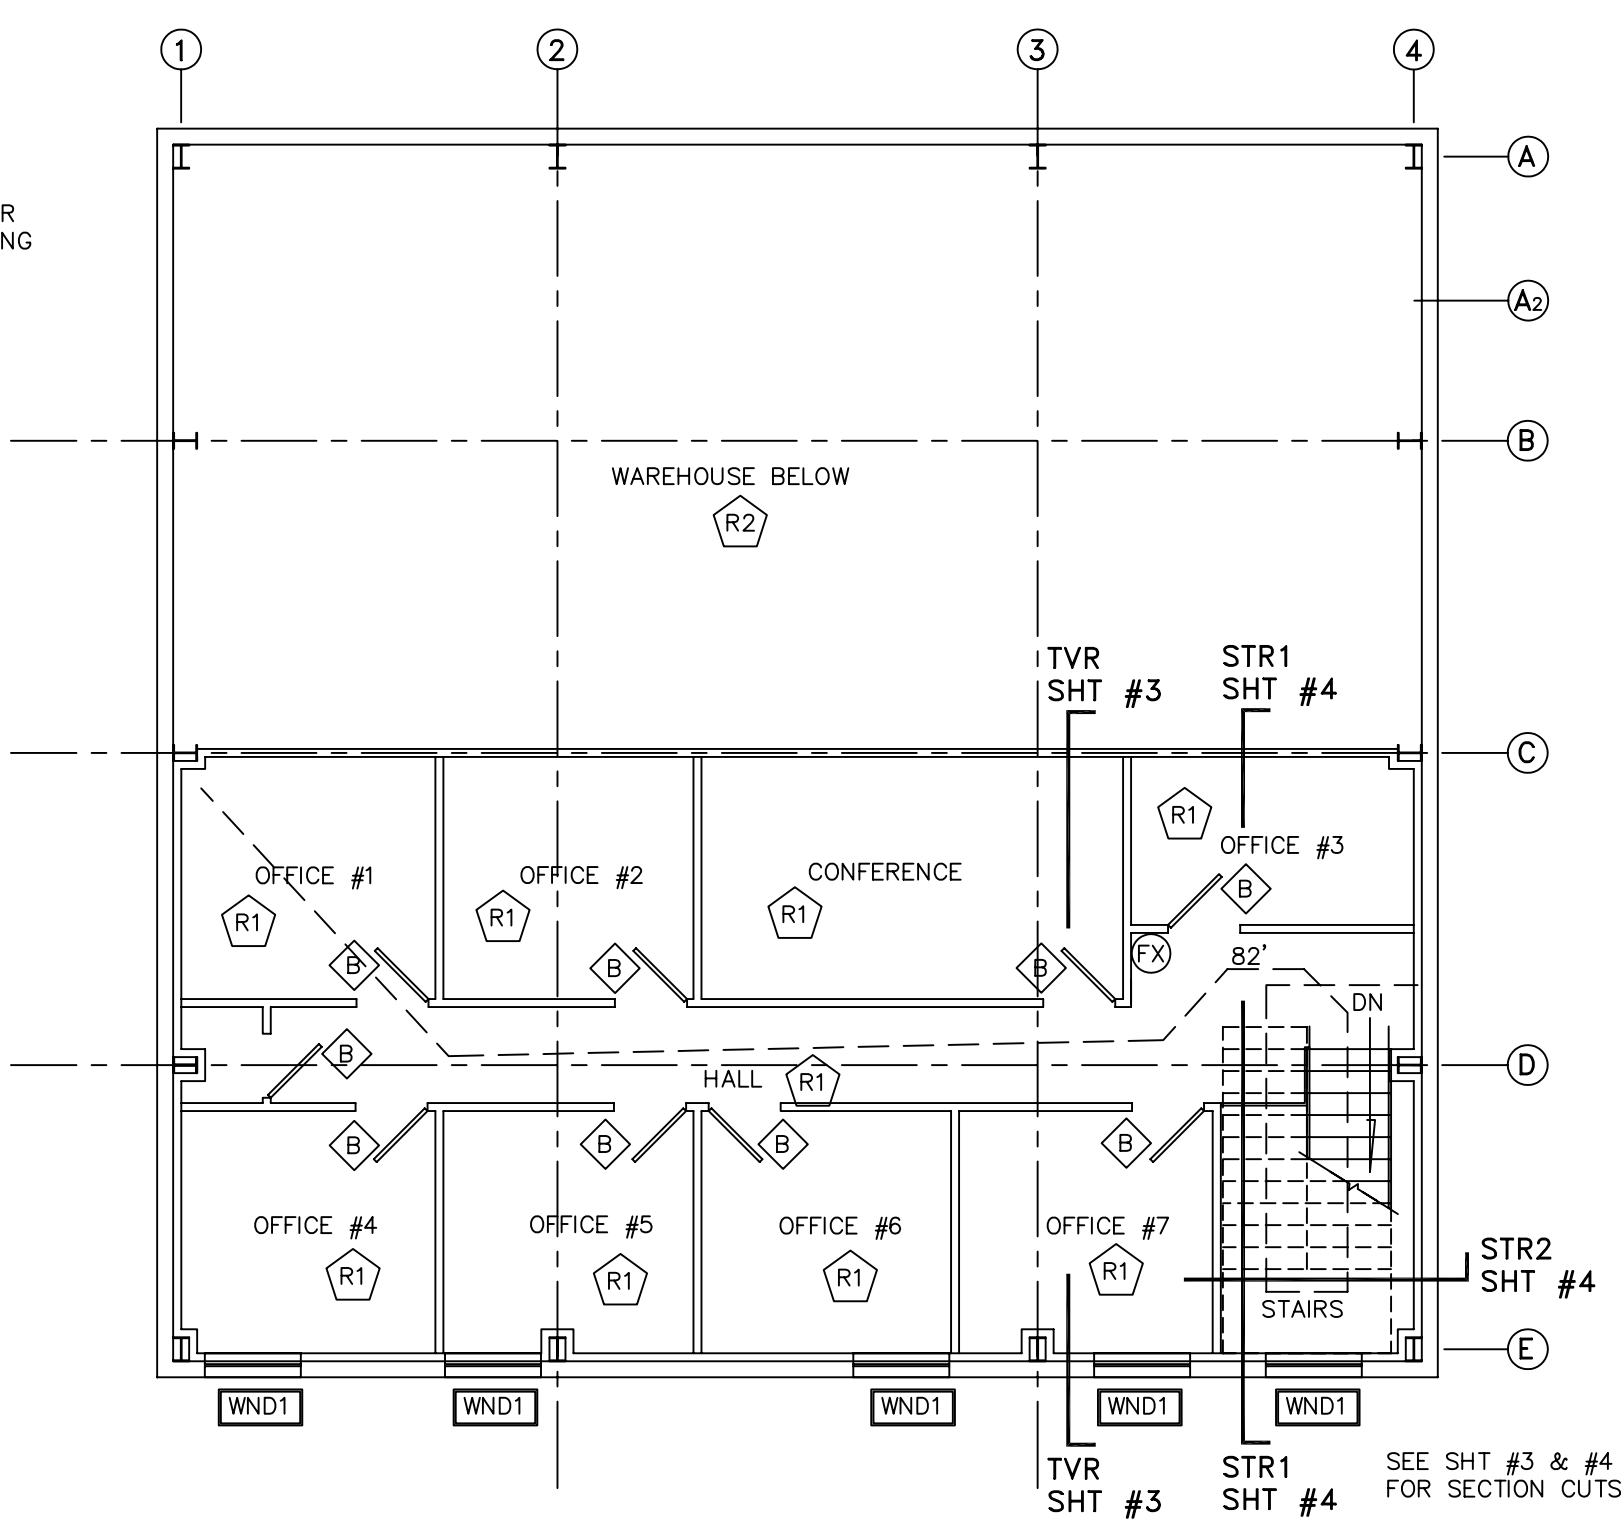 1
2
3
4
A
R
NG
A2
B
WAREHOUSE BELOW
R2
TVR
SHT #3
STR1
SHT #4
C
R1
OFFICE #3
B
OFFICE #1
OFFICE #2
CONFERENCE
R1
R1
R1
B
B
B
FX
82'
DN
B
HALL
R1
D
B
B
B
B
OFFICE #4
OFFICE #5
OFFICE #6
OFFICE #7
R1
R1
R1
R1
STR2
SHT #4
STAIRS
E
WND1
WND1
WND1
WND1
WND1
TVR
SHT #3
STR1
SHT #4
SEE SHT #3 & #4
FOR SECTION CUTS